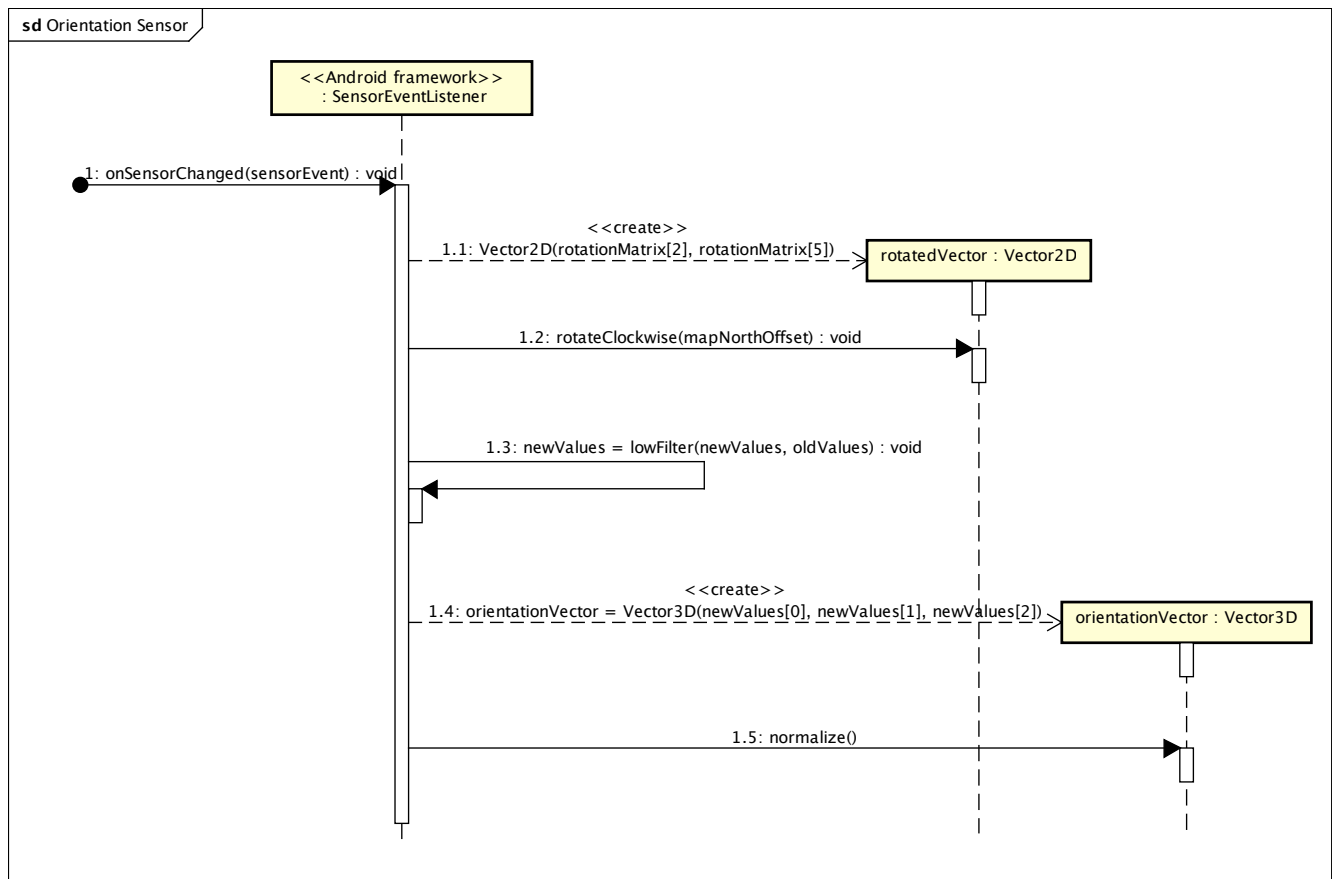 sd Orientation Sensor
<<Android framework>>
: SensorEventListener
1: onSensorChanged(sensorEvent) : void
<<create>>
1.1: Vector2D(rotationMatrix[2], rotationMatrix[5])
rotatedVector : Vector2D
1.2: rotateClockwise(mapNorthOffset) : void
1.3: newValues = lowFilter(newValues, oldValues) : void
<<create>>
1.4: orientationVector = Vector3D(newValues[0], newValues[1], newValues[2])
orientationVector : Vector3D
1.5: normalize()